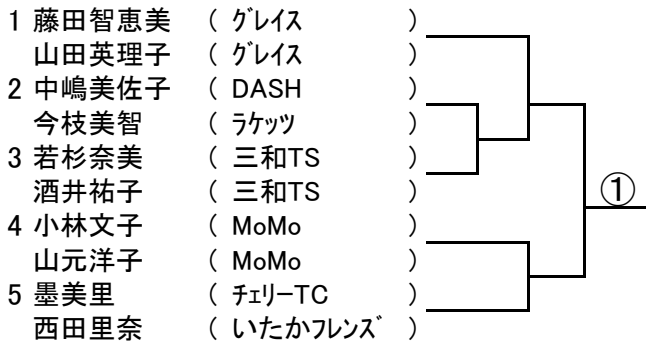 1 藤田智恵美 ( グレイス )
山田英理子 ( グレイス )
2 中嶋美佐子 ( DASH )
今枝美智 ( ラケッツ )
3 若杉奈美 ( 三和TS )
酒井祐子 ( 三和TS )
①
4 小林文子 ( MoMo )
山元洋子 ( MoMo )
5 墨美里 ( チェリーTC )
西田里奈 ( いたかフレンズ )